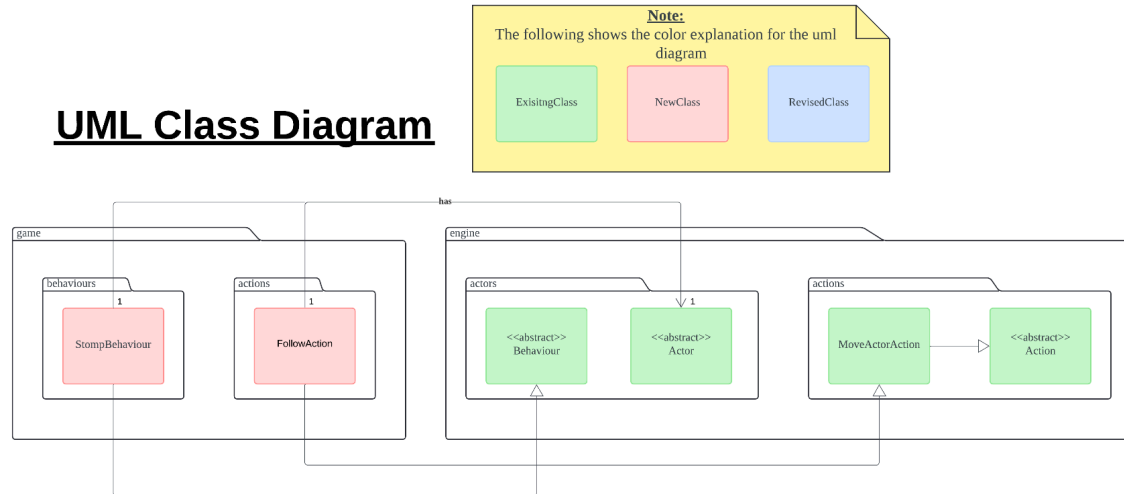 Note:
The following shows the color explanation for the uml
diagram
ExisitngClass
NewClass
RevisedClass
UML Class Diagram
has
game
engine
behaviours
actions
actors
actions
1
1
1
StompBehaviour
FollowAction
<<abstract>>
Behaviour
<<abstract>>
Actor
MoveActorAction
<<abstract>>
Action